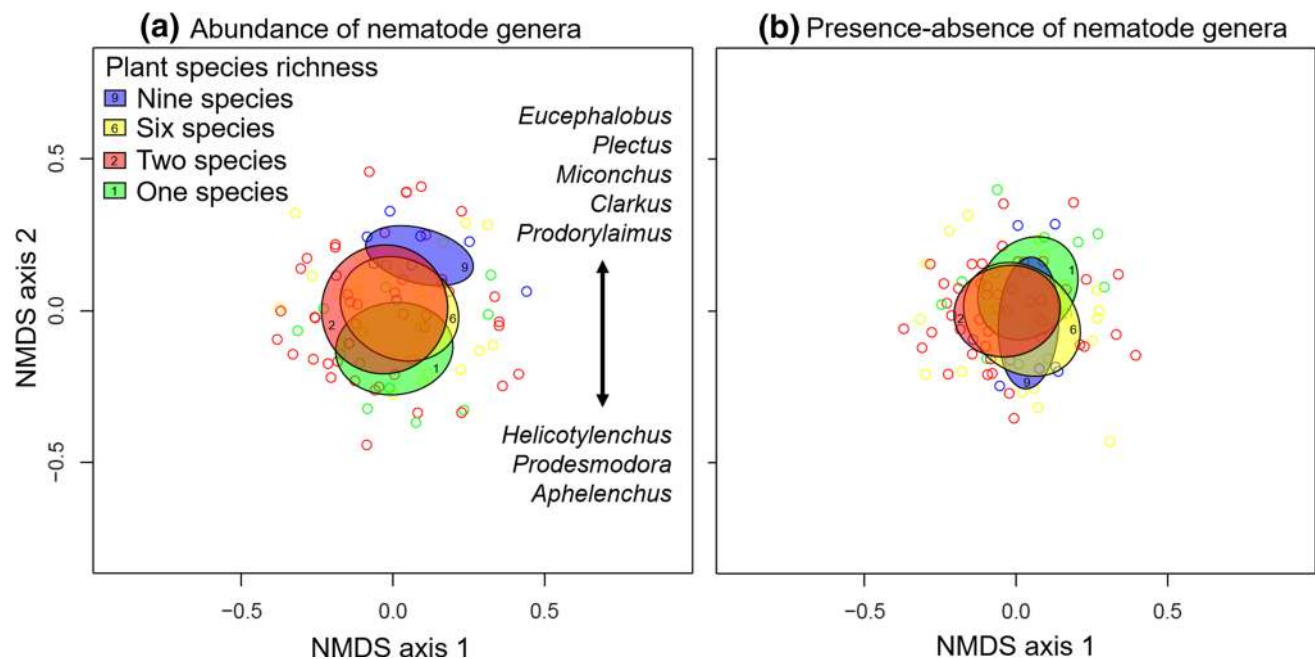 (a) Abundance of nematode genera
Plant species richness
9 Nine species
6 Six species
2 Two species
1 One species
Eucephalobus
Plectus
Miconchus
Clarkus
Prodorylaimus
Helicotylenchus
Prodesmodora
Aphelenchus
9
6
2
1
0.5
0.0
−0.5
NMDS axis 2
−0.5 0.0 0.5
NMDS axis 1
(b) Presence-absence of nematode genera
1
2
6
9
−0.5 0.0 0.5
NMDS axis 1